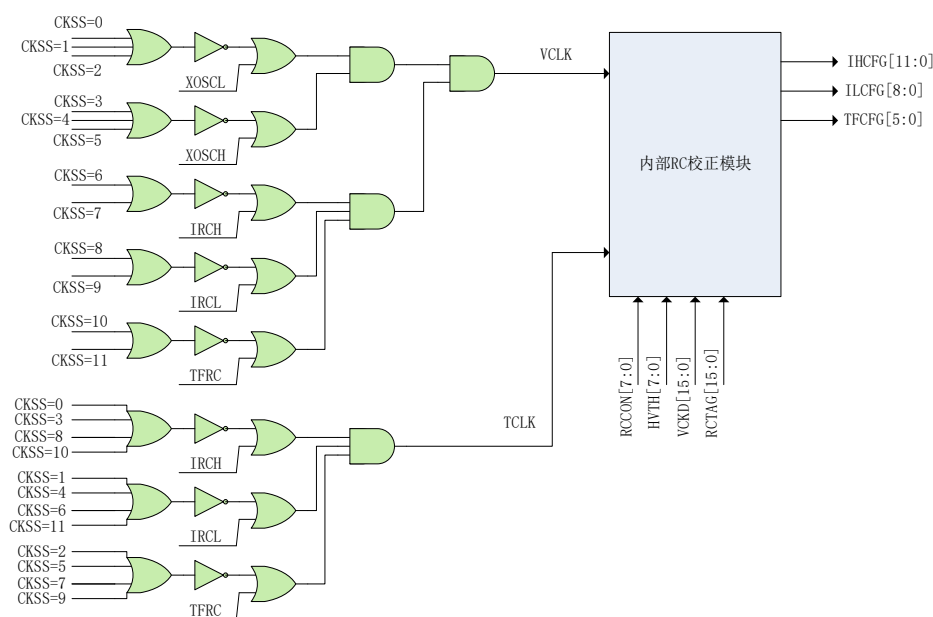 CKSS=0
CKSS=1
CKSS=2
XOSCL
CKSS=3
CKSS=4
CKSS=5
XOSCH
CKSS=6
CKSS=7
IRCH
CKSS=8
CKSS=9
IRCL
CKSS=10
CKSS=11
TFRC
VCLK
内部RC校正模块
IHCFG[11:0]
ILCFG[8:0]
TFCFG[5:0]
RCCON[7:0]
HVTH[7:0]
VCKD[15:0]
RCTAG[15:0]
CKSS=0
CKSS=3
CKSS=8
CKSS=10
IRCH
TCLK
CKSS=1
CKSS=4
CKSS=6
CKSS=11
IRCL
CKSS=2
CKSS=5
CKSS=7
CKSS=9
TFRC